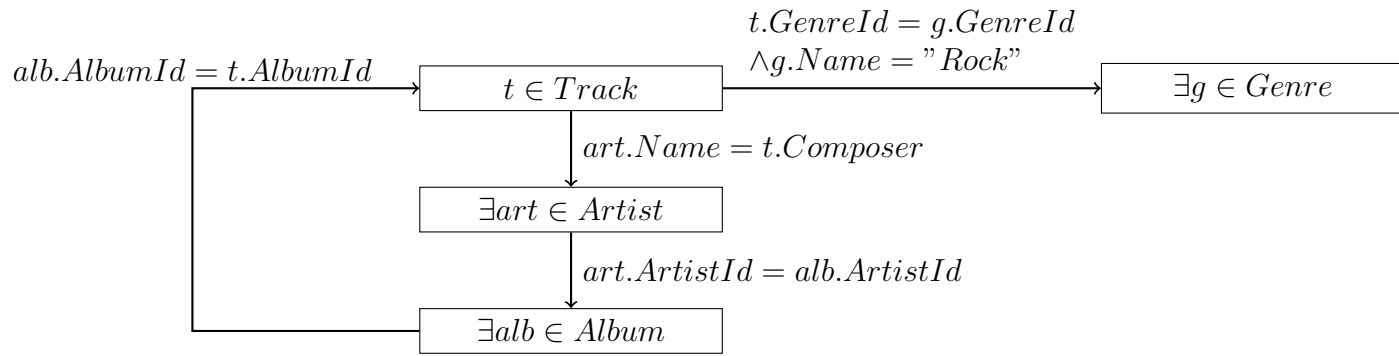 t.GenreId = g.GenreId
∧g.Name = ”Rock”
alb.AlbumId = t.AlbumId
t ∈ Track
∃g ∈ Genre
art.Name = t.Composer
∃art ∈ Artist
art.ArtistId = alb.ArtistId
∃alb ∈ Album